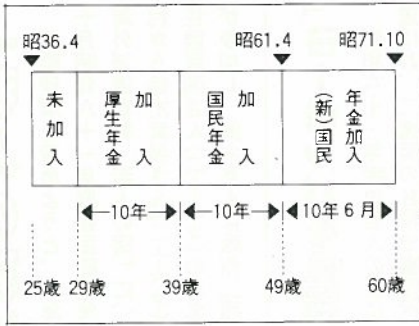 昭36.4 昭61.4 昭71.10
未加入
厚生年金加入
国民年金加入
(新)国民年金加入
10年 10年 10年6月
25歳 29歳 39歳 49歳 60歳